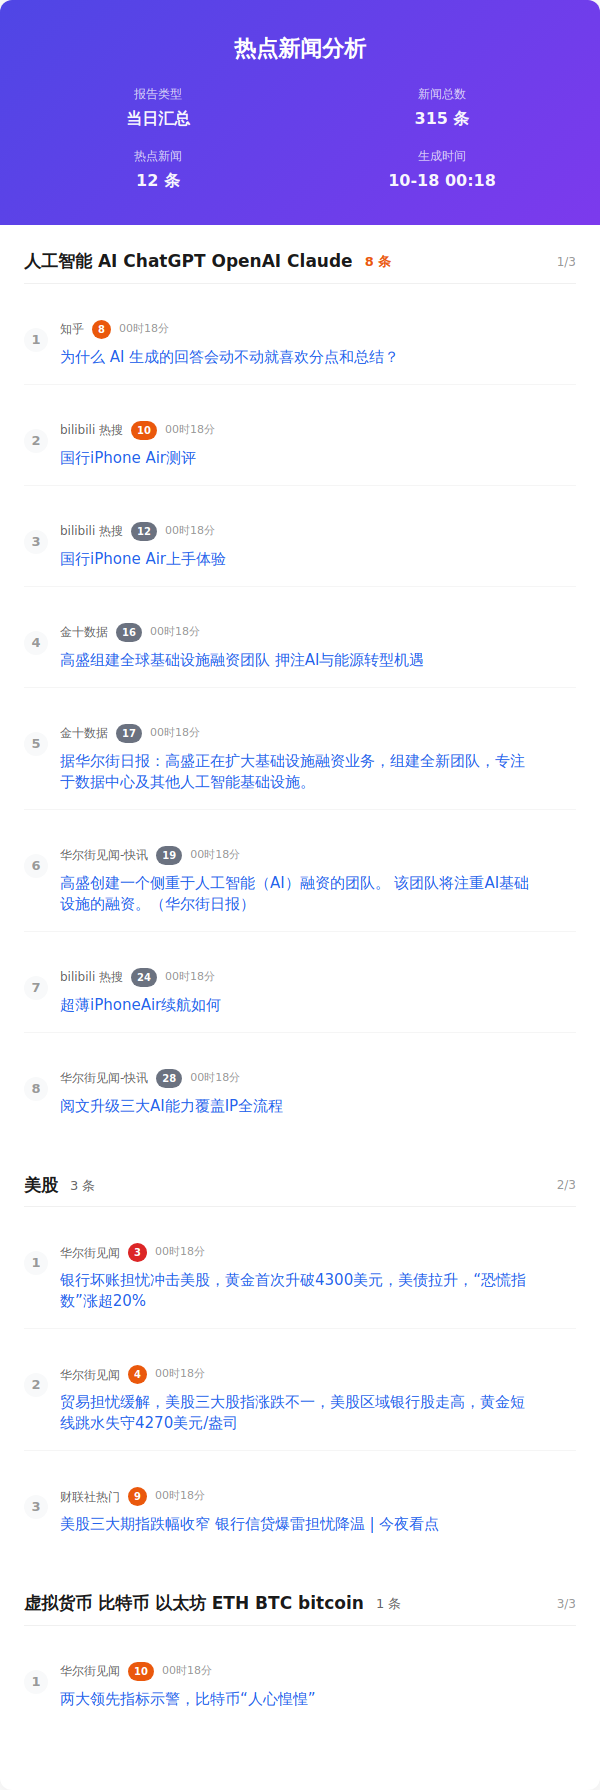 热点新闻分析
报告类型
新闻总数
当日汇总
315 条
热点新闻
生成时间
12 条
10-18 00:18
人工智能 AI ChatGPT OpenAI Claude 8 条 1/3
1
知乎 8 00时18分
为什么 AI 生成的回答会动不动就喜欢分点和总结？
2
bilibili 热搜 10 00时18分
国行iPhone Air测评
3
bilibili 热搜 12 00时18分
国行iPhone Air上手体验
4
金十数据 16 00时18分
高盛组建全球基础设施融资团队 押注AI与能源转型机遇
5
金十数据 17 00时18分
据华尔街日报：高盛正在扩大基础设施融资业务，组建全新团队，专注
于数据中心及其他人工智能基础设施。
6
华尔街见闻-快讯 19 00时18分
高盛创建一个侧重于人工智能（AI）融资的团队。 该团队将注重AI基础
设施的融资。（华尔街日报）
7
bilibili 热搜 24 00时18分
超薄iPhoneAir续航如何
8
华尔街见闻-快讯 28 00时18分
阅文升级三大AI能力覆盖IP全流程
美股 3 条 2/3
1
华尔街见闻 3 00时18分
银行坏账担忧冲击美股，黄金首次升破4300美元，美债拉升，“恐慌指
数”涨超20%
2
华尔街见闻 4 00时18分
贸易担忧缓解，美股三大股指涨跌不一，美股区域银行股走高，黄金短
线跳水失守4270美元/盎司
3
财联社热门 9 00时18分
美股三大期指跌幅收窄 银行信贷爆雷担忧降温 | 今夜看点
虚拟货币 比特币 以太坊 ETH BTC bitcoin 1 条 3/3
1
华尔街见闻 10 00时18分
两大领先指标示警，比特币“人心惶惶”